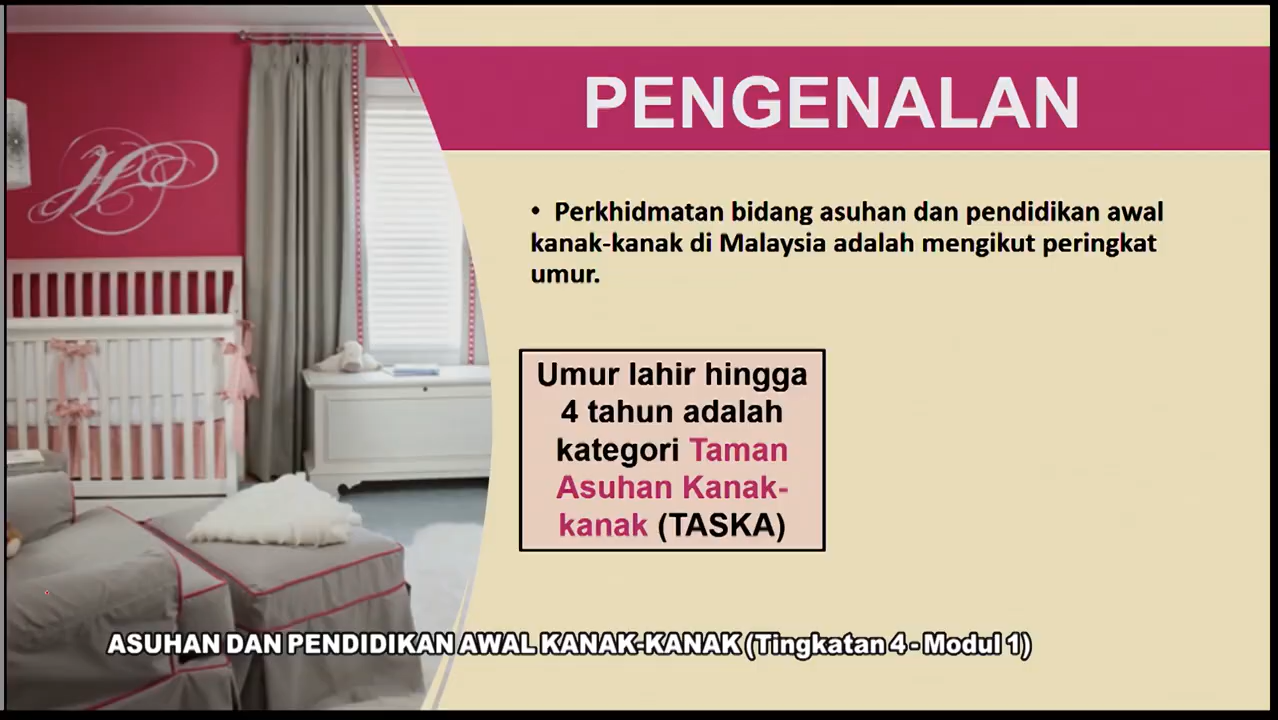 PENGENALAN
• Perkhidmatan bidang asuhan dan pendidikan awal
kanak-kanak di Malaysia adalah mengikut peringkat
umur.
Umur lahir hingga
4 tahun adalah
kategori Taman
Asuhan Kanak-
kanak (TASKA)
ASUHAN DAN PENDIDIKAN AWAL KANAK-KANAK (Tingkatan 4 - Modul 1)